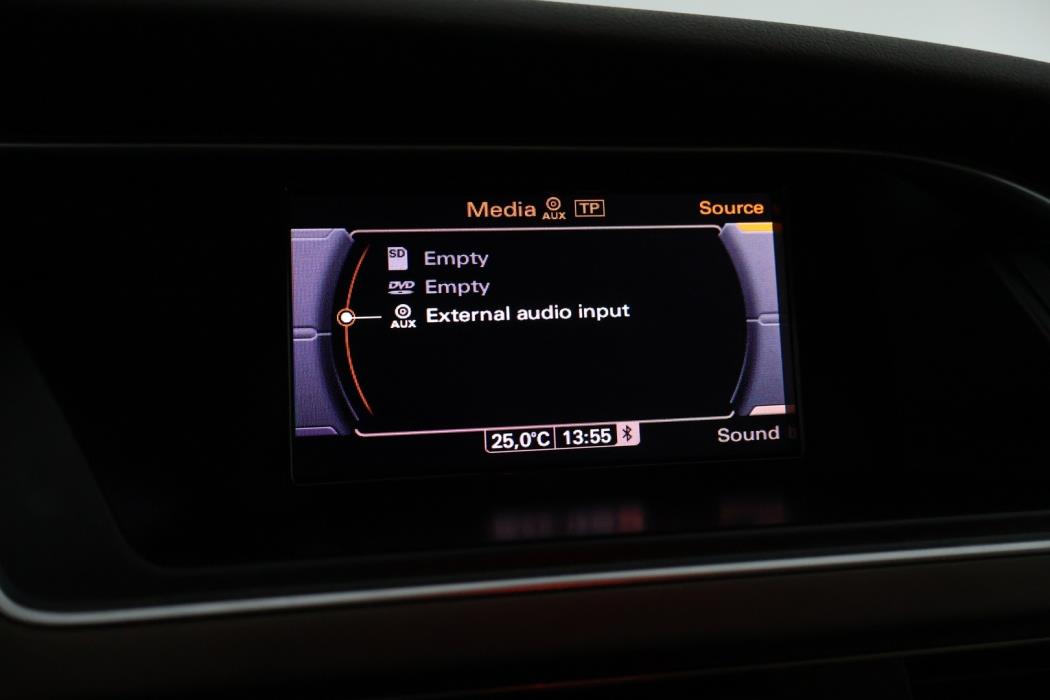 Media AUX TP Source
SD Empty
DVD Empty
AUX External audio input
25,0°C 13:55
Sound